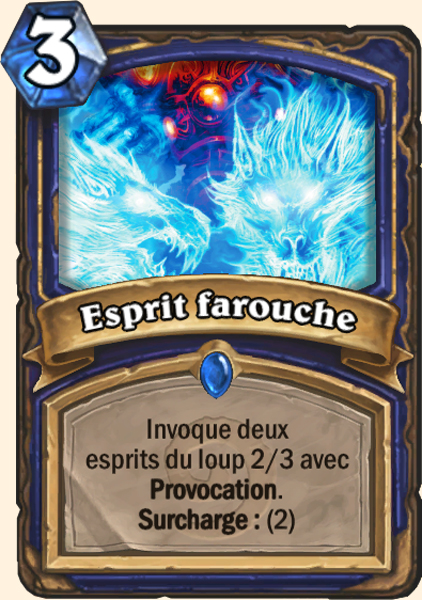 3
Esprit farouche
Invoque deux
esprits du loup 2/3 avec
Provocation.
Surcharge : (2)